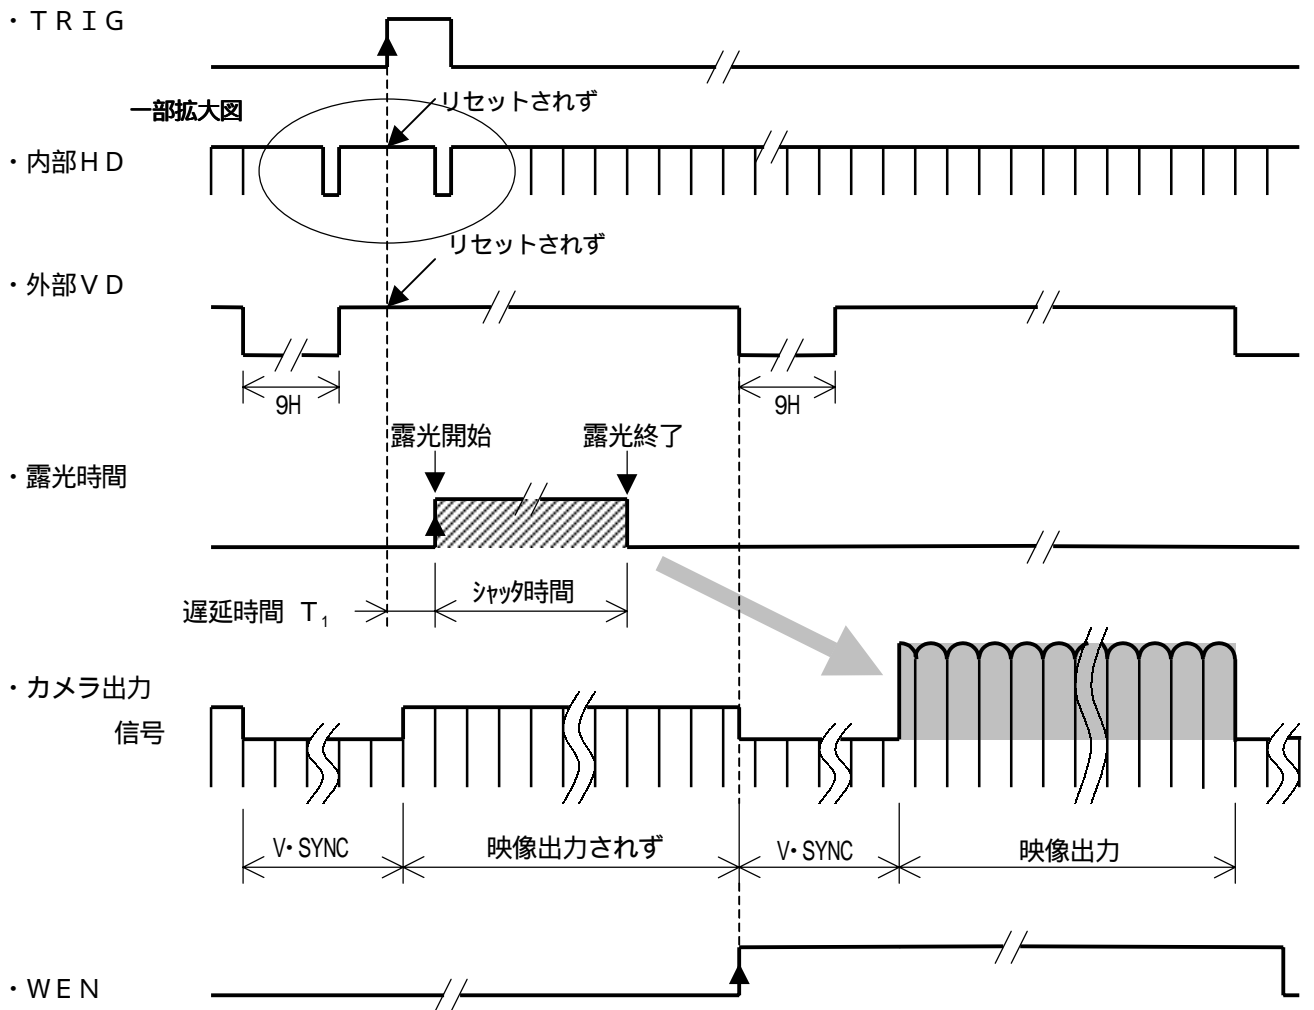 ・ＴＲＩＧ
一部拡大図
リセットされず
・内部ＨＤ
リセットされず
・外部ＶＤ
9H
9H
露光開始
露光終了
・露光時間
遅延時間 Ｔ₁
ｼｬｯﾀ時間
・カメラ出力
信号
V・SYNC
映像出力されず
V・SYNC
映像出力
・ＷＥＮ